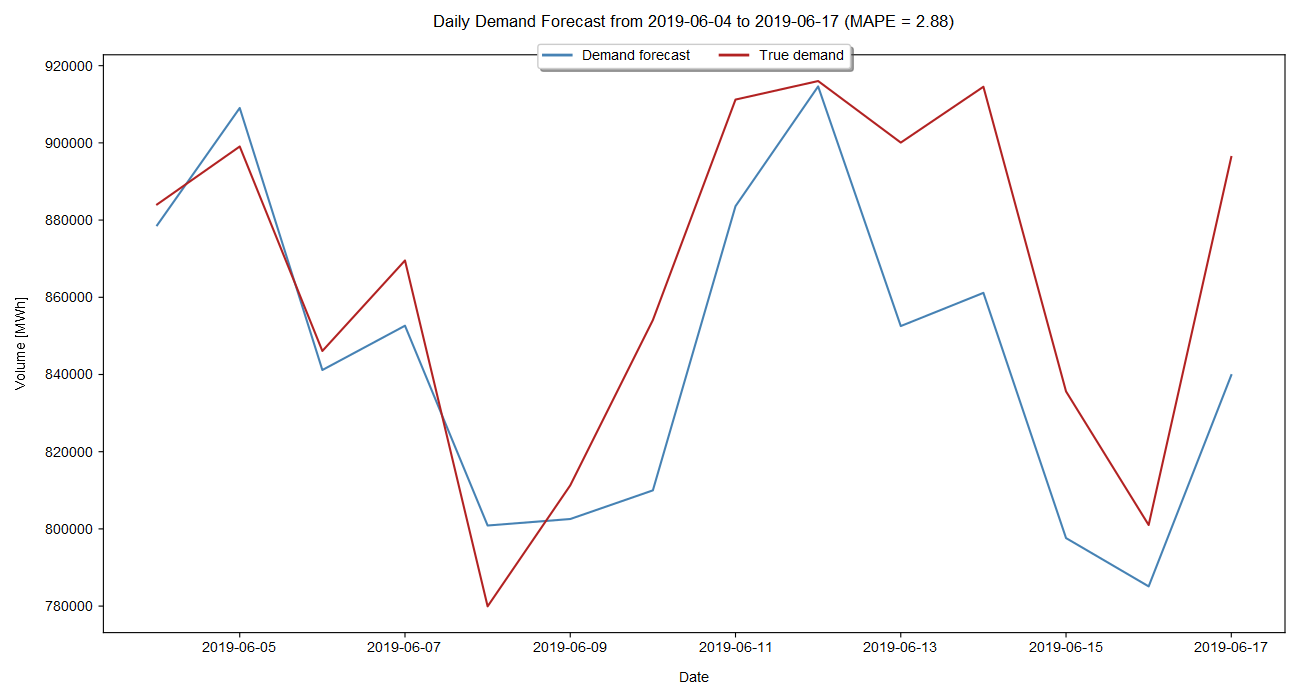 Daily Demand Forecast from 2019-06-04 to 2019-06-17 (MAPE = 2.88)
Demand forecast True demand
920000
900000
880000
860000
840000
820000
800000
780000
Volume [MWh]
2019-06-05 2019-06-07 2019-06-09 2019-06-11 2019-06-13 2019-06-15 2019-06-17
Date